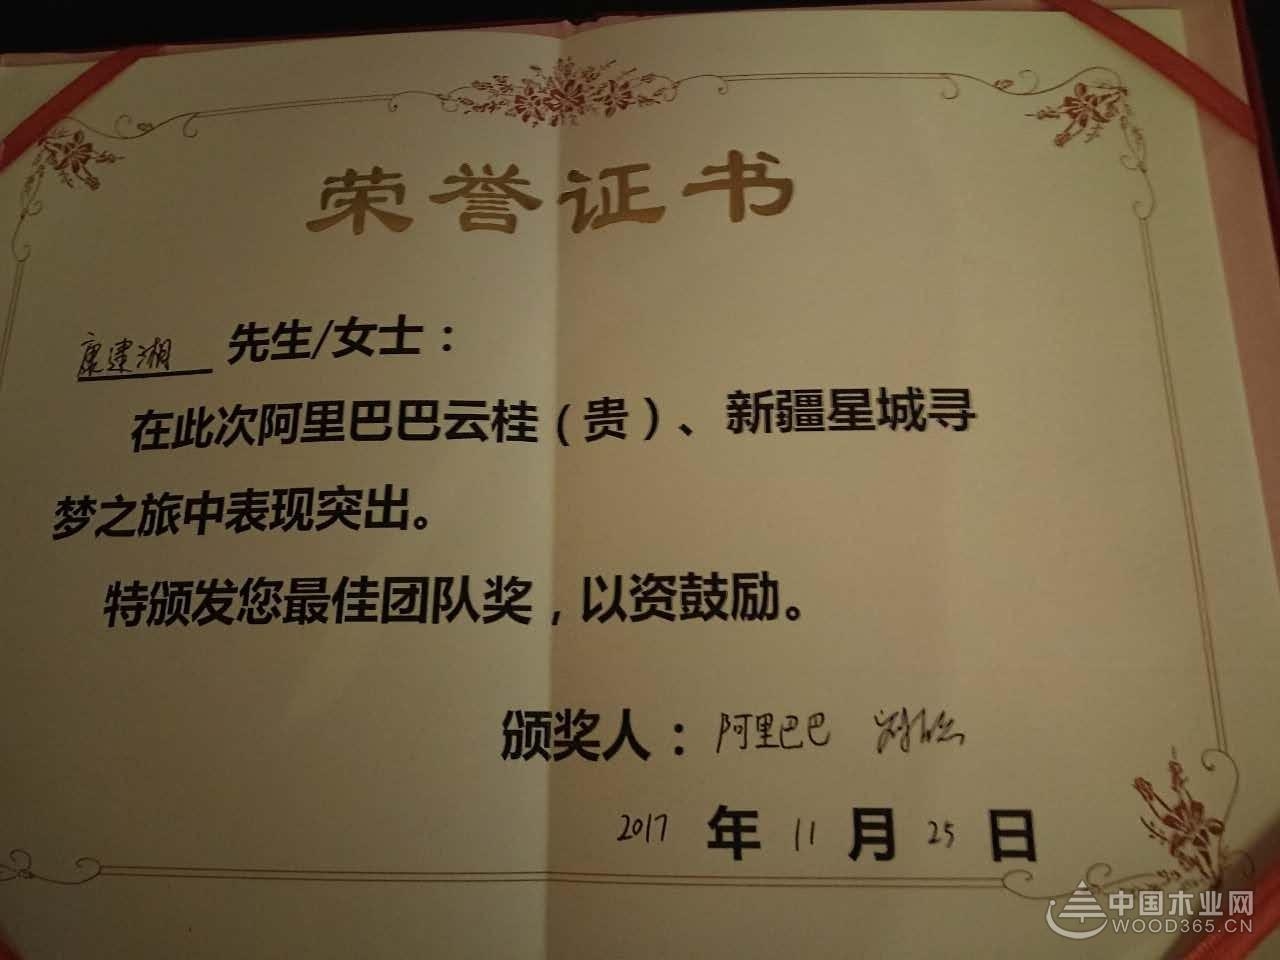 荣誉证书
康建湘 先生/女士：
在此次阿里巴巴云桂（贵）、新疆星城寻
梦之旅中表现突出。
特颁发您最佳团队奖，以资鼓励。
颁奖人：阿里巴巴
2017 年 11 月 25 日
中国木业网
WOOD365.CN